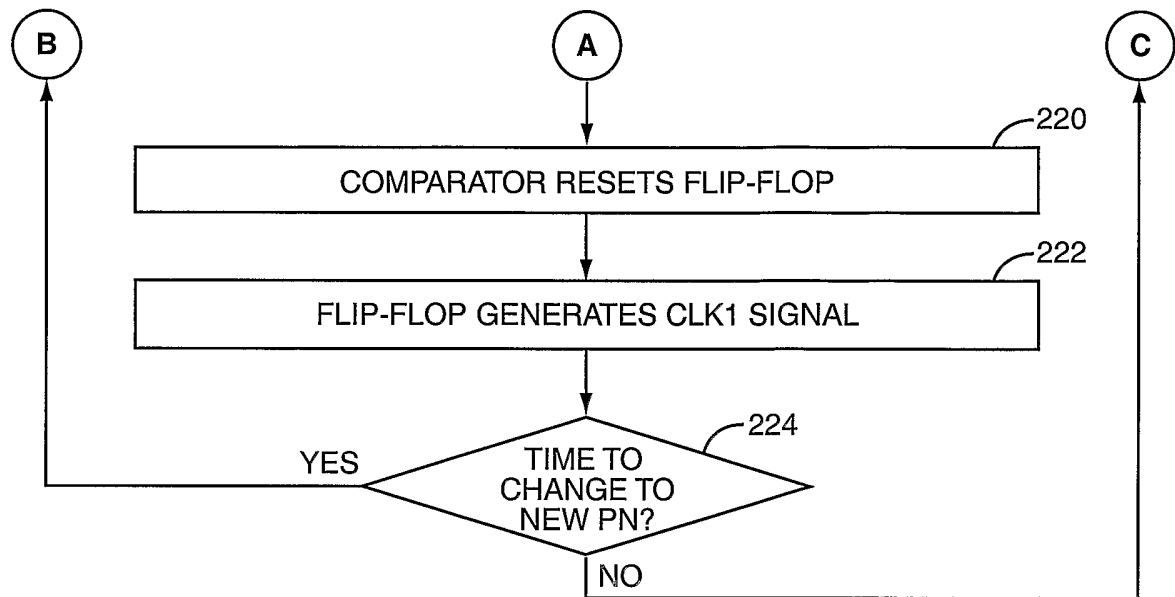 B
A
C
220
COMPARATOR RESETS FLIP-FLOP
222
FLIP-FLOP GENERATES CLK1 SIGNAL
224
YES
TIME TO
CHANGE TO
NEW PN?
NO